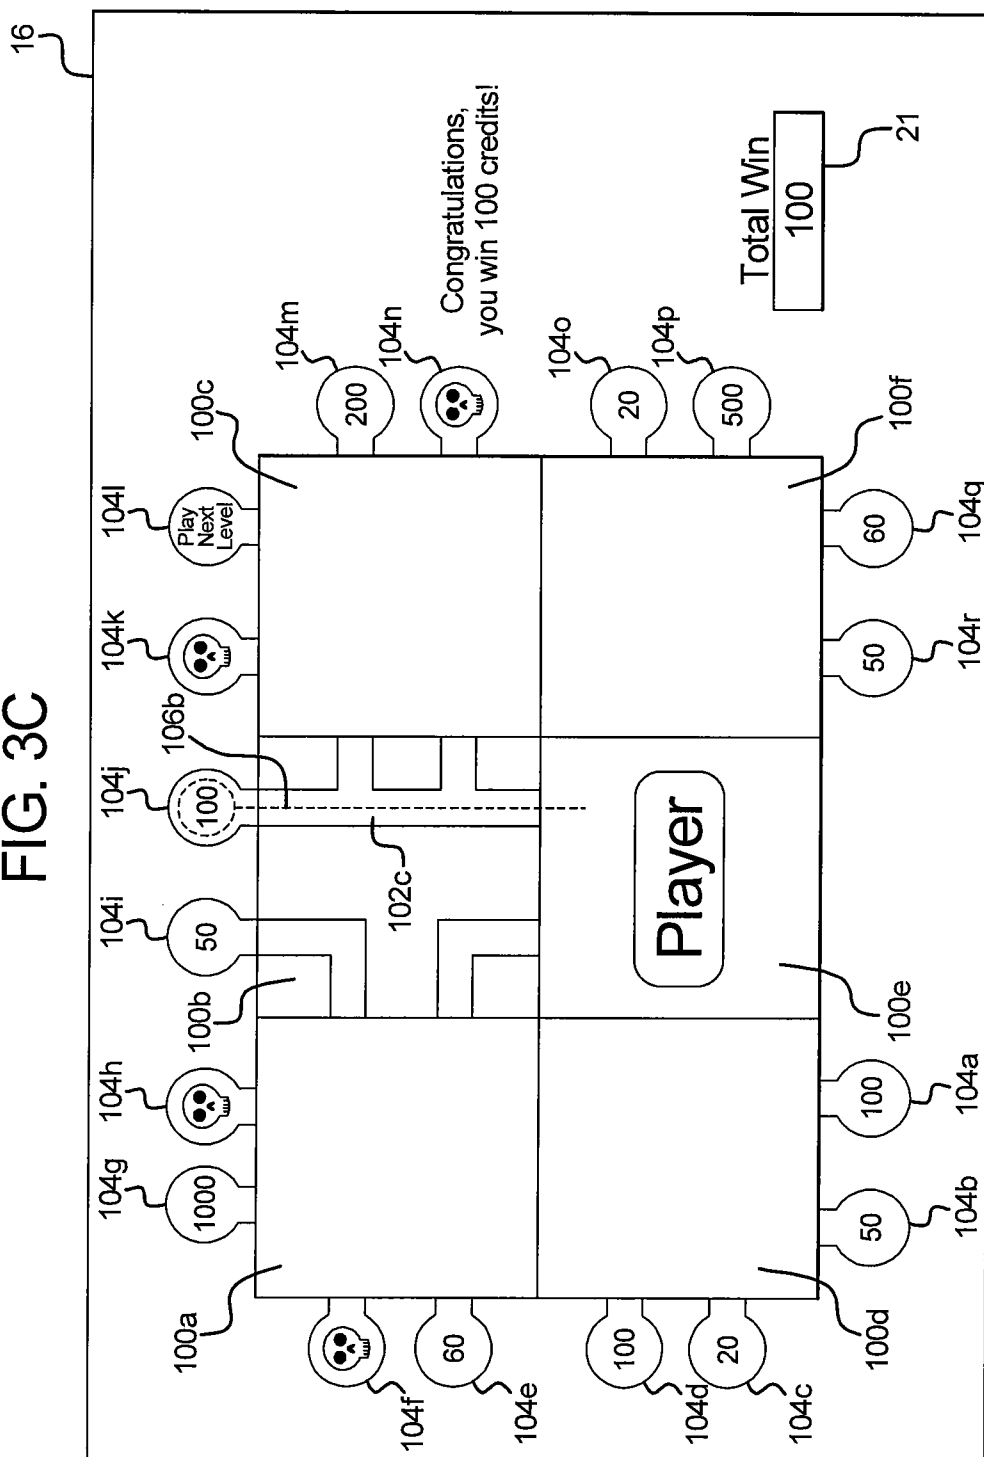 FIG. 3C
16
104g
104h
104i
104j
104k
104l
1000
50
100
Play
Next
Level
106b
100a
100b
100c
102c
104f
104m
200
60
104e
104n
Congratulations,
you win 100 credits!
100
104d
20
104o
Player
20
104c
500
104p
Total Win
100
21
100d
100e
100f
50
100
50
60
104b
104a
104r
104q